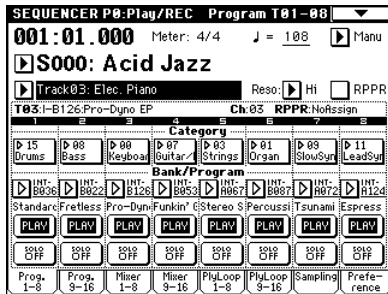 SEQUENCER P0:Play/REC Program T01-08
001:01.000 Meter: 4/4 ♩ = 108 Manu
S000: Acid Jazz
Track03: Elec. Piano Reso: Hi RPPR
T03:I-B126:Pro-Dyno EP Ch:03 RPPR:NoAssign
1 2 3 4 5 6 7 8
Category
15 08 00 07 03 01 09 11
Drums Bass Keyboar Guitar/ Strings Organ SlowSyn LeadSy
Bank/Program
INT- INT- INT- INT- INT- INT- INT- INT-
B036 B022 B126 B053 A067 B087 A072 A124
Standarc Fretless Pro-Dyn Funkin' Stereo S Percussi Tsunami Espress
PLAY PLAY PLAY PLAY PLAY PLAY PLAY PLAY
SOLO SOLO SOLO SOLO SOLO SOLO SOLO SOLO
OFF OFF OFF OFF OFF OFF OFF OFF
Prog. Prog. Mixer Mixer PlyLoop PlyLoop Sampling Prefe-
1-8 9-16 1-8 9-16 1-8 9-16 rence